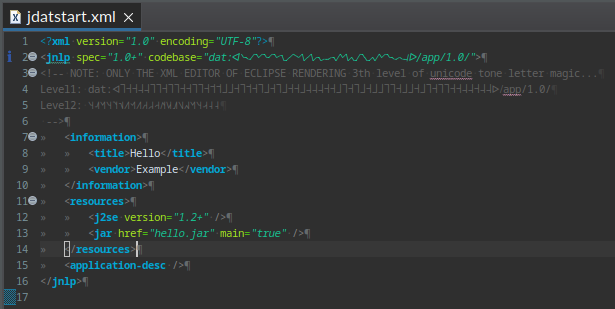 jdatstart.xml
1 <?xml version="1.0" encoding="UTF-8"?>¶
2 <jnlp spec="1.0+" codebase="dat:/app/1.0/">¶
3 <!-- NOTE: ONLY THE XML EDITOR OF ECLIPSE RENDERING 3th level of unicode tone letter magic...¶
4 Level1: dat:/app/1.0/¶
5 Level2:
6 -->¶
7 » <information>¶
8 » » <title>Hello</title>¶
9 » » <vendor>Example</vendor>¶
10 » </information>¶
11 » <resources>¶
12 » » <j2se version="1.2+" />¶
13 » » <jar href="hello.jar" main="true" />¶
14 » </resources>¶
15 » <application-desc />¶
16 </jnlp>¶
17